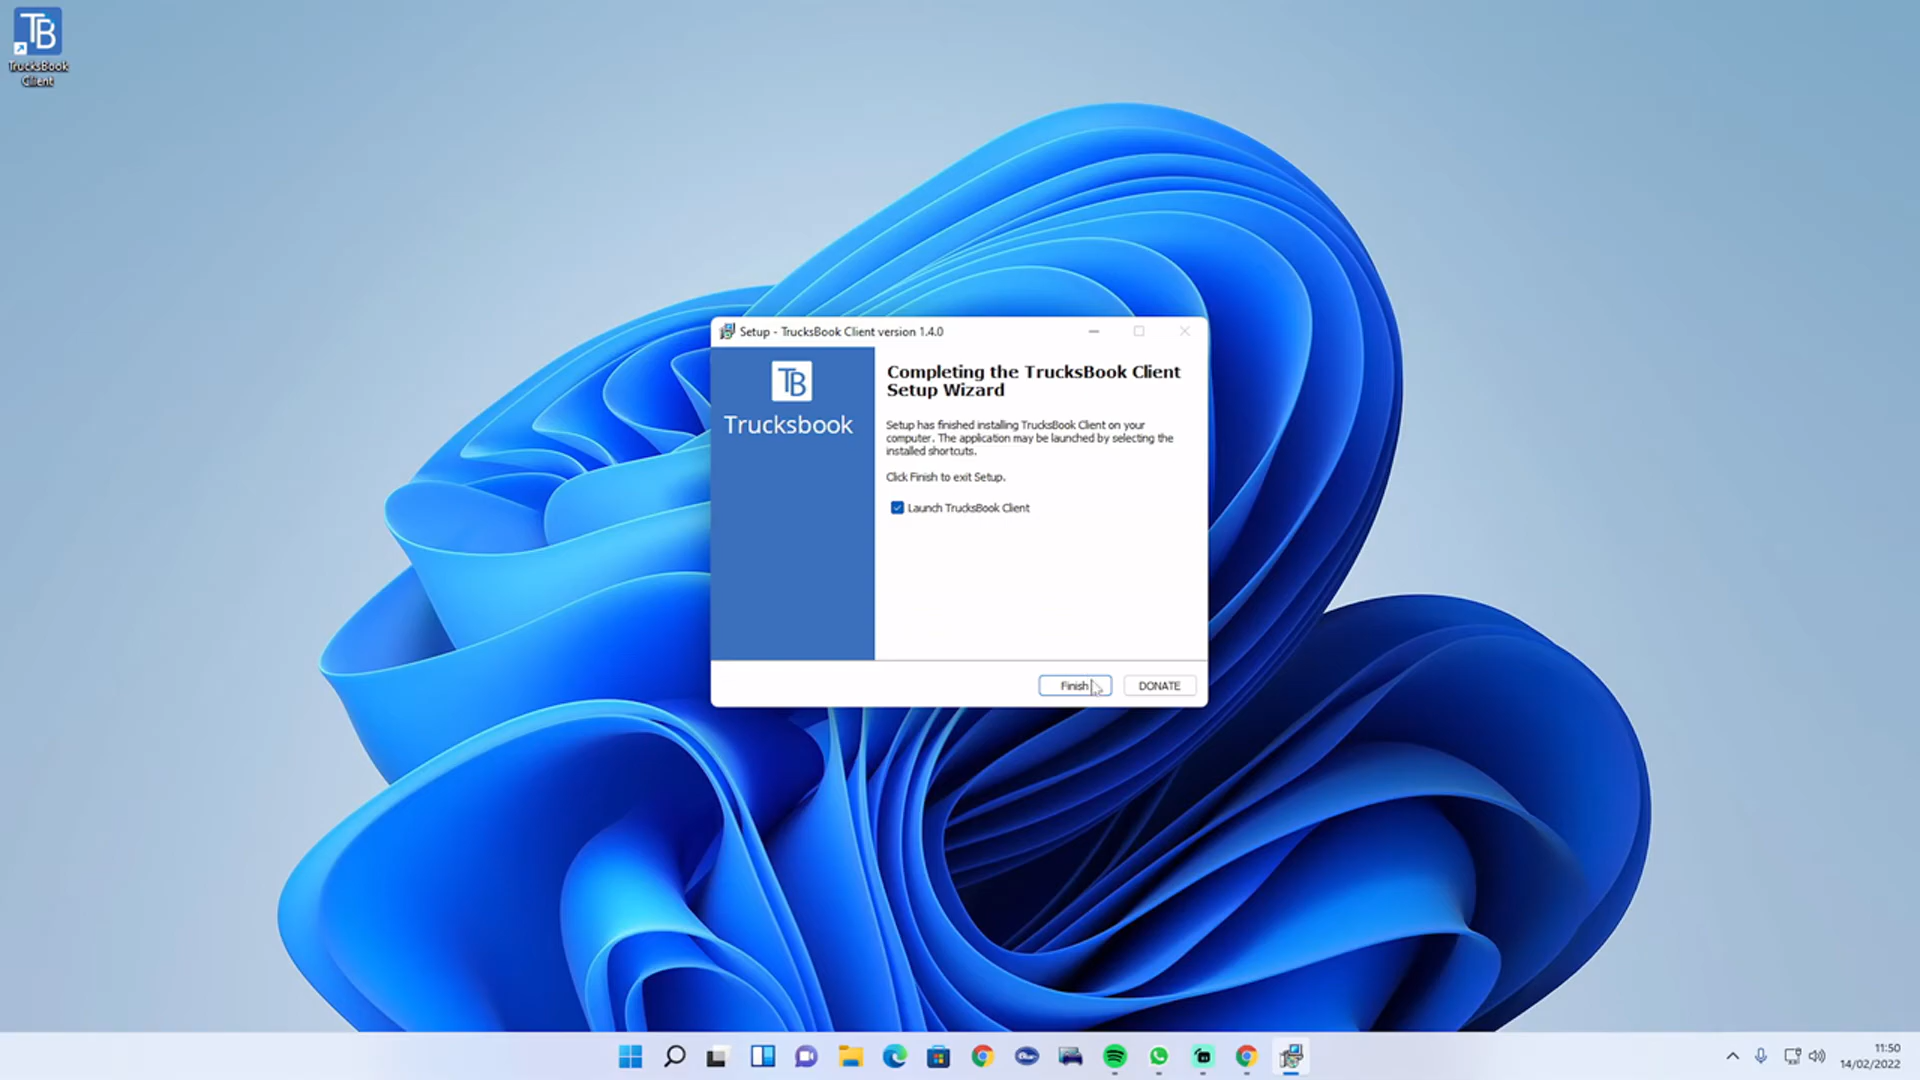 TB
TrucksBook
Client
Setup - TrucksBook Client version 1.4.0
TB
Trucksbook
Completing the TrucksBook Client
Setup Wizard
Setup has finished installing TrucksBook Client on your
computer. The application may be launched by selecting the
installed shortcuts.
Click Finish to exit Setup.
Launch TrucksBook Client
Finish
DONATE
11:50
14/02/2022